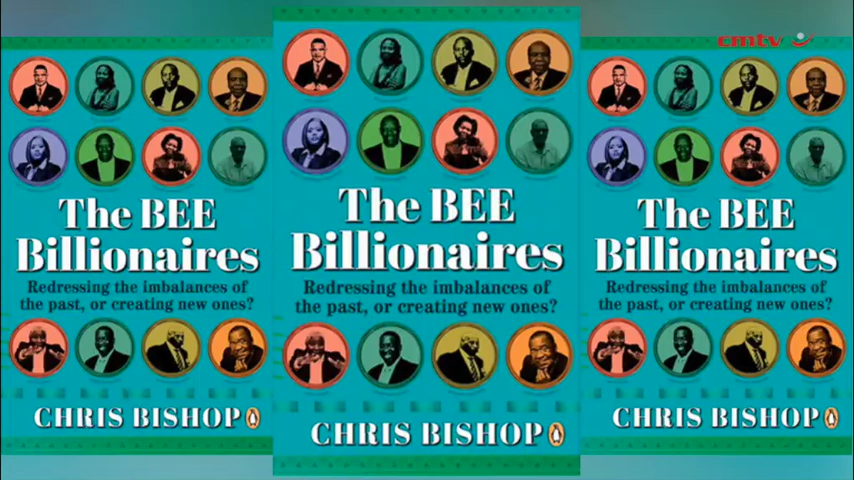 cmtv
The BEE
Billionaires
Redressing the imbalances of
the past, or creating new ones?
CHRIS BISHOP
The BEE
Billionaires
Redressing the imbalances of
the past, or creating new ones?
CHRIS BISHOP
The BEE
Billionaires
Redressing the imbalances of
the past, or creating new ones?
CHRIS BISHOP